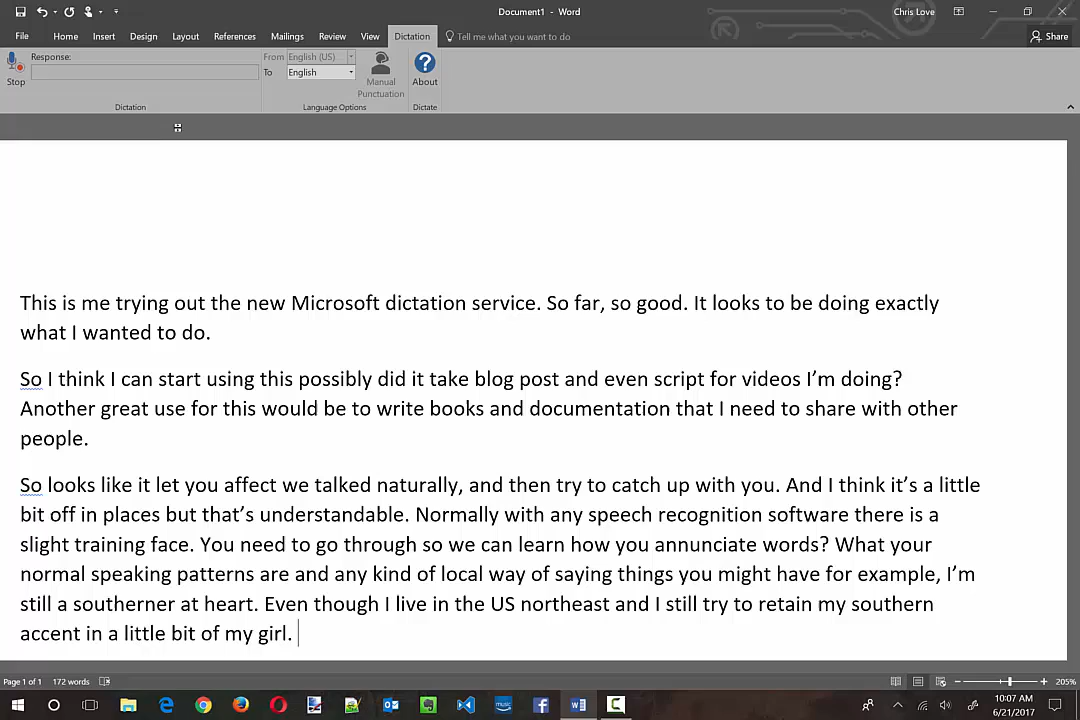 Document1 - Word
Chris Love
File Home Insert Design Layout References Mailings Review View Dictation Tell me what you want to do Share
Response: From English (US) To English
Stop Manual Punctuation About
Dictation Language Options Dictate
This is me trying out the new Microsoft dictation service. So far, so good. It looks to be doing exactly
what I wanted to do.
So I think I can start using this possibly did it take blog post and even script for videos I’m doing?
Another great use for this would be to write books and documentation that I need to share with other
people.
So looks like it let you affect we talked naturally, and then try to catch up with you. And I think it’s a little
bit off in places but that’s understandable. Normally with any speech recognition software there is a
slight training face. You need to go through so we can learn how you annunciate words? What your
normal speaking patterns are and any kind of local way of saying things you might have for example, I’m
still a southerner at heart. Even though I live in the US northeast and I still try to retain my southern
accent in a little bit of my girl.
Page 1 of 1 172 words 205%
10:07 AM
6/21/2017